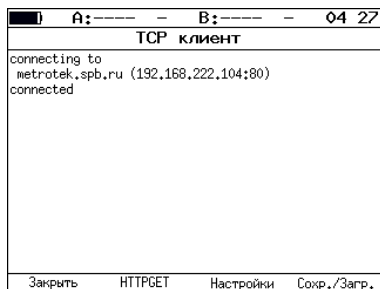 A:---- – B:---- – 04 27
TCP клиент
connecting to
metrotek.spb.ru (192.168.222.104:80)
connected
Закрыть HTTPGET Настройки Сохр./Загр.